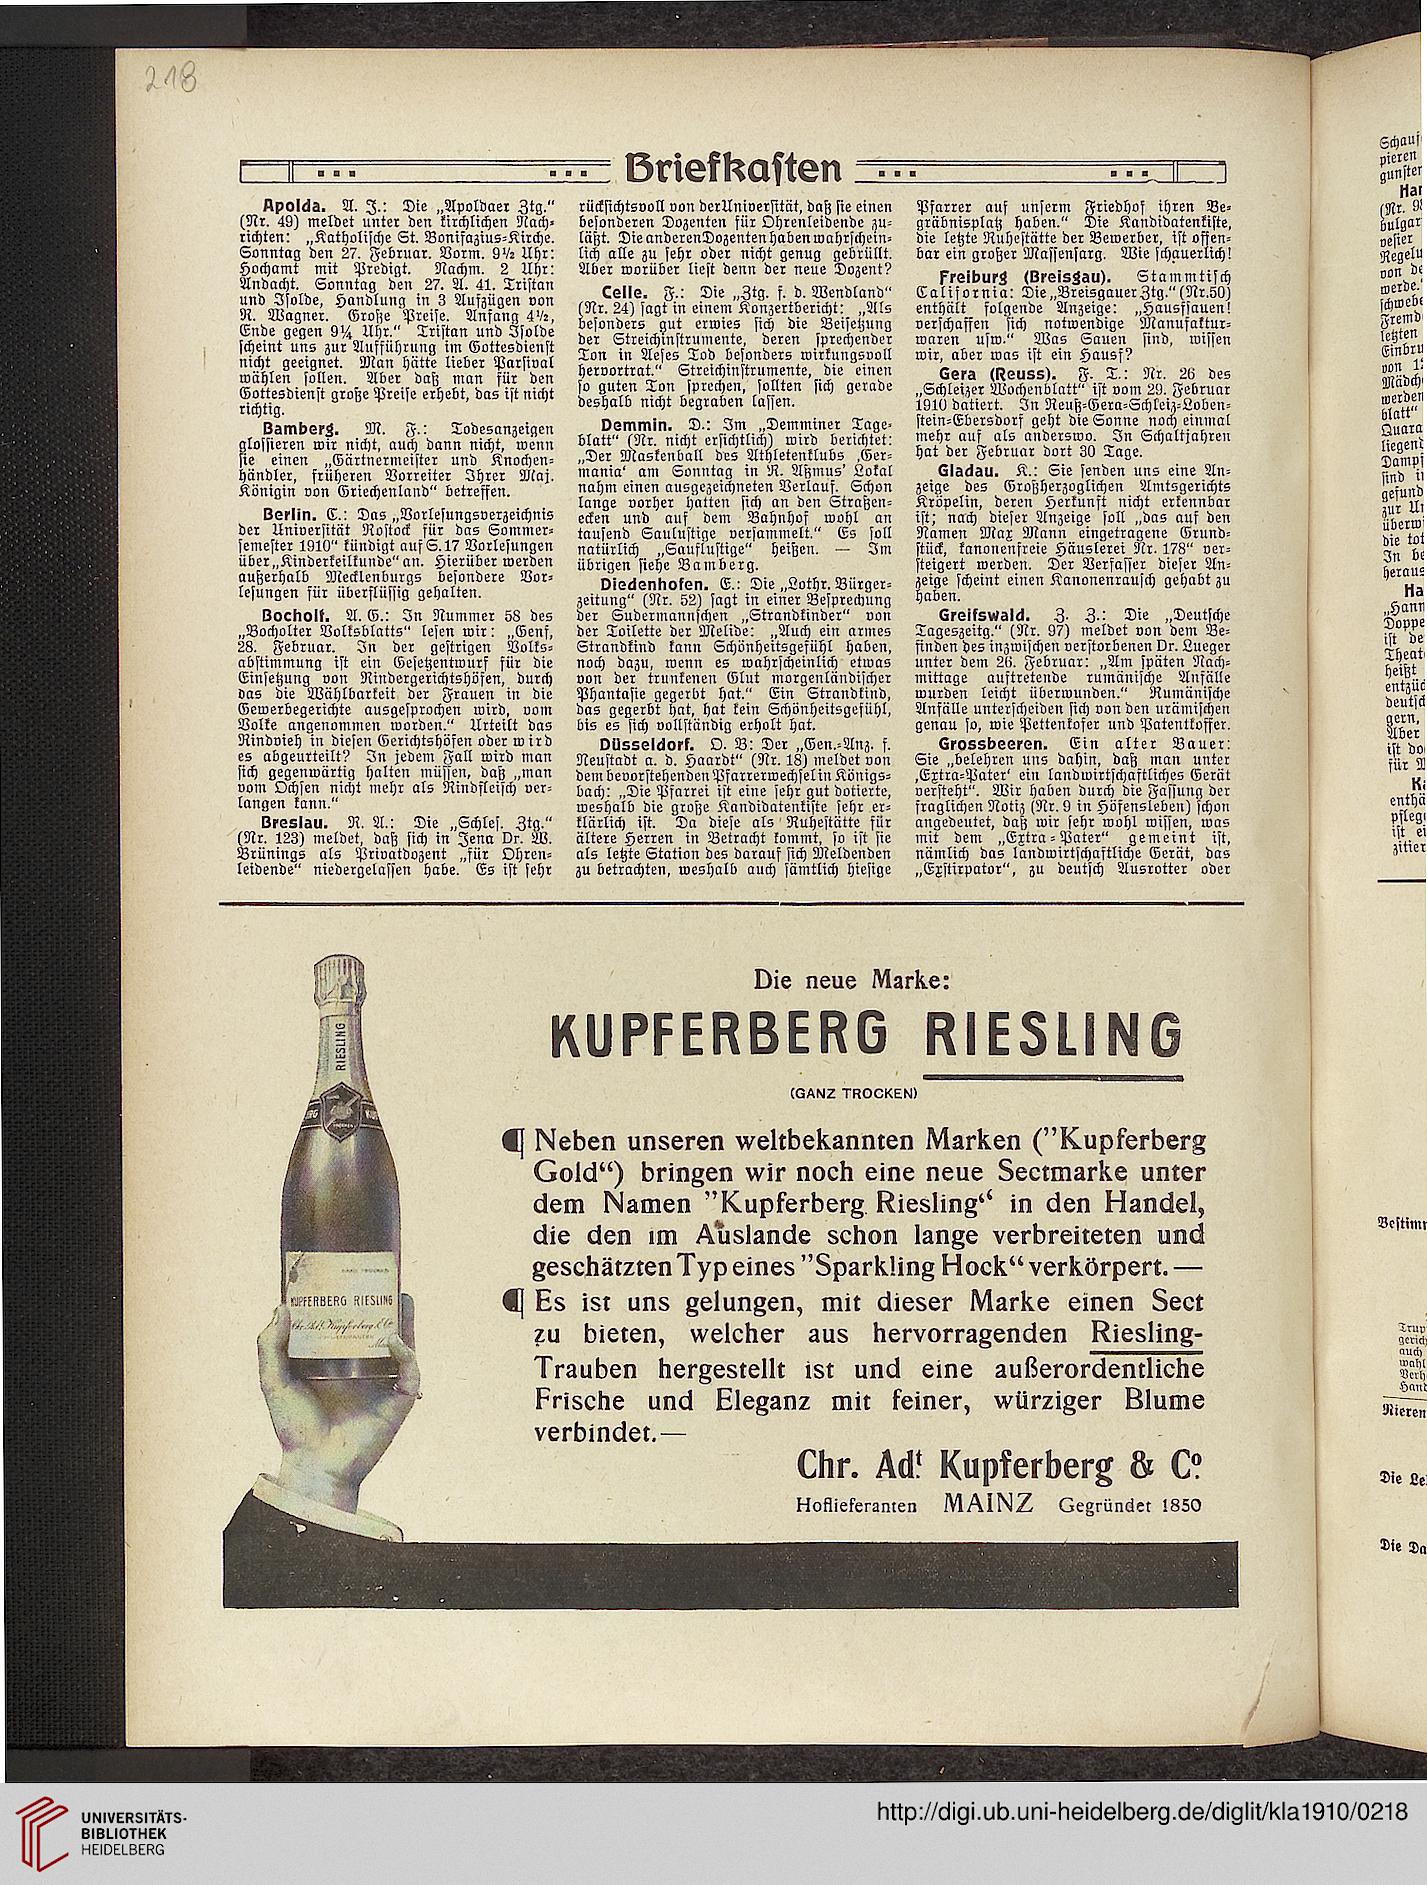 218
Briefkasten
Apolda. A. J.: Die „Apoldaer Ztg.“
(Nr. 49) meldet unter den kirchlichen Nach-
richten: „Katholische St. Bonifazius-Kirche.
Sonntag den 27. Februar. Vorm. 9½ Uhr:
Hochamt mit Predigt. Nachm. 2 Uhr:
Andacht. Sonntag den 27. A. 41. Tristan
und Isolde, Handlung in 3 Aufzügen von
R. Wagner. Große Preise. Anfang 4½,
Ende gegen 9¼ Uhr.“ Tristan und Isolde
scheint uns zur Aufführung im Gottesdienst
nicht geeignet. Man hätte lieber Parsival
wählen sollen. Aber daß man für den
Gottesdienst große Preise erhebt, das ist nicht
richtig.
Bamberg. M. F.: Todesanzeigen
glossieren wir nicht, auch dann nicht, wenn
sie einen „Gärtnermeister und Knochen-
händler, früheren Vorreiter Ihrer Maj.
Königin von Griechenland“ betreffen.
Berlin. E.: Das „Vorlesungsverzeichnis
der Universität Rostock für das Sommer-
semester 1910“ kündigt auf S. 17 Vorlesungen
über „Kinderheilkunde“ an. Hierüber werden
außerhalb Mecklenburgs besondere Vor-
lesungen für überflüssig gehalten.
Bocholt. A. G.: In Nummer 58 des
„Bocholter Volksblatts“ lesen wir: „Genf,
28. Februar. In der gestrigen Volks-
abstimmung ist ein Gesetzentwurf für die
Einsetzung von Rindergerichtshöfen, durch
das die Wählbarkeit der Frauen in die
Gewerbegerichte ausgesprochen wird, vom
Volke angenommen worden.“ Urteilt das
Rindvieh in diesen Gerichtshöfen oder wird
es abgeurteilt? In jedem Fall wird man
sich gegenwärtig halten müssen, daß „man
vom Ochsen nicht mehr als Rindfleisch ver-
langen kann.“
Breslau. R. A.: Die „Schles. Ztg.“
(Nr. 123) meldet, daß sich in Jena Dr. W.
Brünings als Privatdozent „für Ohren-
leidende“ niedergelassen habe. Es ist sehr
rücksichtsvoll von der Universität, daß sie einen
besonderen Dozenten für Ohrenleidende zu-
läßt. Die anderen Dozenten haben wahrschein-
lich alle zu sehr oder nicht genug gebrüllt.
Aber worüber liest denn der neue Dozent?
Celle. F.: Die „Ztg. f. d. Wendland“
(Nr. 24) sagt in einem Konzertbericht: „Als
besonders gut erwies sich die Beisetzung
der Streichinstrumente, deren sprechender
Ton in Aeses Tod besonders wirkungsvoll
hervortrat.“ Streichinstrumente, die einen
so guten Ton sprechen, sollten sich gerade
deshalb nicht begraben lassen.
Demmin. D.: Im „Demminer Tage-
blatt“ (Nr. nicht ersichtlich) wird berichtet:
„Der Maskenball des Athletenklubs ‚Ger-
mania‘ am Sonntag in R. Aßmus' Lokal
nahm einen ausgezeichneten Verlauf. Schon
lange vorher hatten sich an den Straßen-
ecken und auf dem Bahnhof wohl an
tausend Saulustige versammelt.“ Es soll
natürlich „Sauflustige“ heißen. — Im
übrigen siehe Bamberg.
Diedenhofen. E.: Die „Lothr. Bürger-
zeitung“ (Nr. 52) sagt in einer Besprechung
der Sudermannschen „Strandkinder“ von
der Toilette der Melide: „Auch ein armes
Strandkind kann Schönheitsgefühl haben,
noch dazu, wenn es wahrscheinlich etwas
von der trunkenen Glut morgenländischer
Phantasie gegerbt hat.“ Ein Strandkind,
das gegerbt hat, hat kein Schönheitsgefühl,
bis es sich vollständig erholt hat.
Düsseldorf. O. B: Der „Gen.-Anz. f.
Neustadt a. d. Haardt“ (Nr. 18) meldet von
dem bevorstehenden Pfarrerwechsel in Königs-
bach: „Die Pfarrei ist eine sehr gut dotierte,
weshalb die große Kandidatenkiste sehr er-
klärlich ist. Da diese als Ruhestätte für
ältere Herren in Betracht kommt, so ist sie
als letzte Station des darauf sich Meldenden
zu betrachten, weshalb auch sämtlich hiesige
Pfarrer auf unserm Friedhof ihren Be-
gräbnisplatz haben.“ Die Kandidatenkiste,
die letzte Ruhestätte der Bewerber, ist offen-
bar ein großer Massensarg. Wie schauerlich!
Freiburg (Breisgau). Stammtisch
California: Die „Breisgauer Ztg.“ (Nr. 50)
enthält folgende Anzeige: „Hausfsauen!
verschaffen sich notwendige Manufaktur-
waren usw.“ Was Sauen sind, wissen
wir, aber was ist ein Hausf?
Gera (Reuss). F. T.: Nr. 26 des
„Schleizer Wochenblatt“ ist vom 29. Februar
1910 datiert. In Reuß-Gera-Schleiz-Loben-
stein-Ebersdorf geht die Sonne noch einmal
mehr auf als anderswo. In Schaltjahren
hat der Februar dort 30 Tage.
Gladau. K.: Sie senden uns eine An-
zeige des Großherzoglichen Amtsgerichts
Kröpelin, deren Herkunft nicht erkennbar
ist; nach dieser Anzeige soll „das auf den
Namen Max Mann eingetragene Grund-
stück, kanonenfreie Häuslerei Nr. 178“ ver-
steigert werden. Der Verfasser dieser An-
zeige scheint einen Kanonenrausch gehabt zu
haben.
Greifswald. Z. Z.: Die „Deutsche
Tageszeitg.“ (Nr. 97) meldet von dem Be-
finden des inzwischen verstorbenen Dr. Lueger
unter dem 26. Februar: „Am späten Nach-
mittage auftretende rumänische Anfälle
wurden leicht überwunden.“ Rumänische
Anfälle unterscheiden sich von den urämischen
genau so, wie Pettenkofer und Patentkoffer.
Grossbeeren. Ein alter Bauer:
Sie „belehren uns dahin, daß man unter
‚Extra-Pater‘ ein landwirtschaftliches Gerät
versteht“. Wir haben durch die Fassung der
fraglichen Notiz (Nr. 9 in Hötensleben) schon
angedeutet, daß wir sehr wohl wissen, was
mit dem „Extra-Pater“ gemeint ist,
nämlich das landwirtschaftliche Gerät, das
„Exstirpator“, zu deutsch Ausrotter oder
RIESLING
KUPFERBERG RIESLING
Die neue Marke:
KUPFERBERG RIESLING
(GANZ TROCKEN)
Neben unseren weltbekannten Marken (”Kupferberg
Gold“) bringen wir noch eine neue Sectmarke unter
dem Namen ”Kupferberg Riesling“ in den Handel,
die den im Auslande schon lange verbreiteten und
geschätzten Typ eines ”Sparkling Hock“ verkörpert. —
Es ist uns gelungen, mit dieser Marke einen Sect
zu bieten, welcher aus hervorragenden Riesling-
Trauben hergestellt ist und eine außerordentliche
Frische und Eleganz mit feiner, würziger Blume
verbindet. —
Chr. Adt. Kupferberg & Co.
Hoflieferanten MAINZ Gegründet 1850
UNIVERSITÄTS-
BIBLIOTHEK
HEIDELBERG
http://digi.ub.uni-heidelberg.de/diglit/kla1910/0218